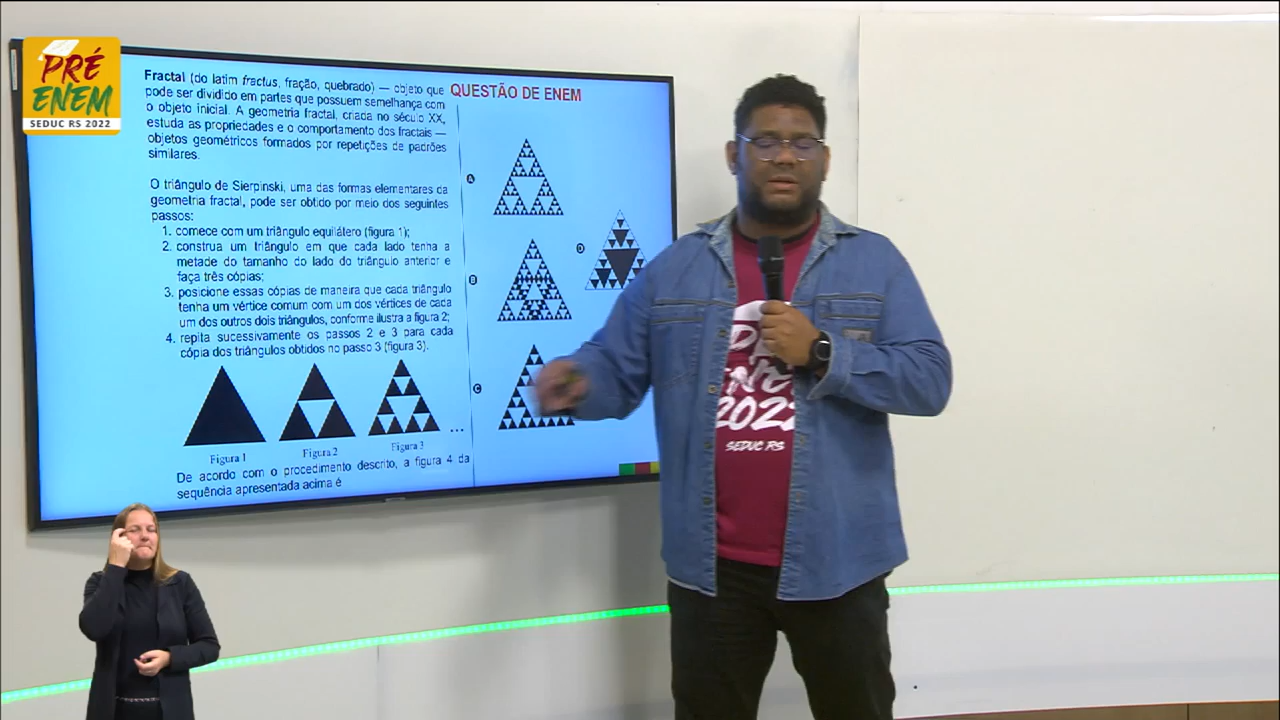 PRÉ
ENEM
SEDUC RS 2022
Fractal (do latim fractus, fração, quebrado) — objeto que
pode ser dividido em partes que possuem semelhança com
o objeto inicial. A geometria fractal, criada no século XX,
estuda as propriedades e o comportamento dos fractais —
objetos geométricos formados por repetições de padrões
similares.
O triângulo de Sierpinski, uma das formas elementares da
geometria fractal, pode ser obtido por meio dos seguintes
passos:
1. comece com um triângulo equilátero (figura 1);
2. construa um triângulo em que cada lado tenha a
metade do tamanho do lado do triângulo anterior e
faça três cópias;
3. posicione essas cópias de maneira que cada triângulo
tenha um vértice comum com um dos vértices de cada
um dos outros dois triângulos, conforme ilustra a figura 2;
4. repita sucessivamente os passos 2 e 3 para cada
cópia dos triângulos obtidos no passo 3 (figura 3).
Figura 1
Figura 2
Figura 3
...
De acordo com o procedimento descrito, a figura 4 da
sequência apresentada acima é
QUESTÃO DE ENEM
A
B
C
D
2022
SEDUC RS